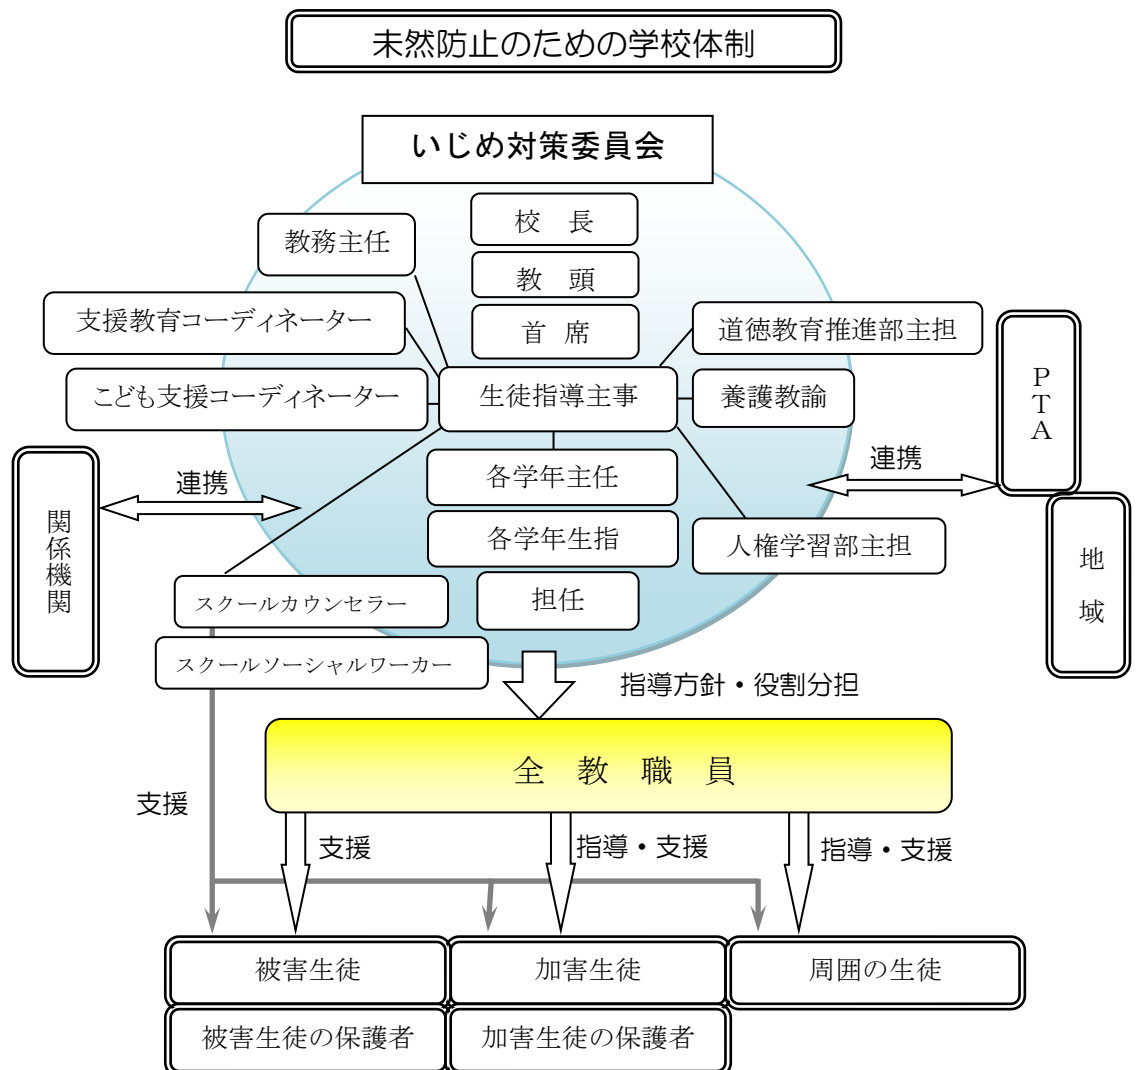 未然防止のための学校体制
いじめ対策委員会
校　長
教務主任
教　頭
支援教育コーディネーター
首　席
道徳教育推進部主担
こども支援コーディネーター
生徒指導主事
養護教諭
PTA
連携
各学年主任
連携
関係機関
各学年生指
人権学習部主担
地　域
スクールカウンセラー
担任
スクールソーシャルワーカー
指導方針・役割分担
全　教　職　員
支援
支援
指導・支援
指導・支援
被害生徒
加害生徒
周囲の生徒
被害生徒の保護者
加害生徒の保護者